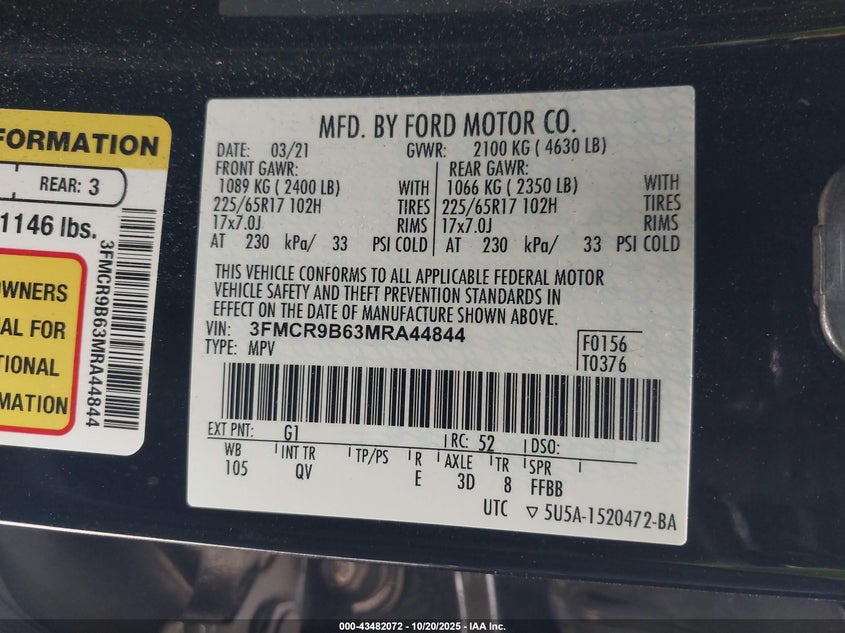 FORMATION
REAR: 3
1146 lbs.
OWNERS
AL FOR
TIONAL
RMATION
3FMCR9B63MRA44844
MFD. BY FORD MOTOR CO.
DATE: 03/21 GVWR: 2100 KG ( 4630 LB)
FRONT GAWR: REAR GAWR:
1089 KG ( 2400 LB) WITH 1066 KG ( 2350 LB) WITH
225/65R17 102H TIRES 225/65R17 102H TIRES
17x7.0J RIMS 17x7.0J RIMS
AT 230 kPa/ 33 PSI COLD AT 230 kPa/ 33 PSI COLD
THIS VEHICLE CONFORMS TO ALL APPLICABLE FEDERAL MOTOR
VEHICLE SAFETY AND THEFT PREVENTION STANDARDS IN
EFFECT ON THE DATE OF MANUFACTURE SHOWN ABOVE.
VIN: 3FMCR9B63MRA44844 F0156
TYPE: MPV T0376
EXT PNT: G1 RC: 52 DSO:
WB INT TR TP/PS R AXLE TR SPR
105 QV E 3D 8 FFBB
UTC ▽ 5U5A-1520472-BA
000-43482072 - 10/20/2025 - IAA Inc.